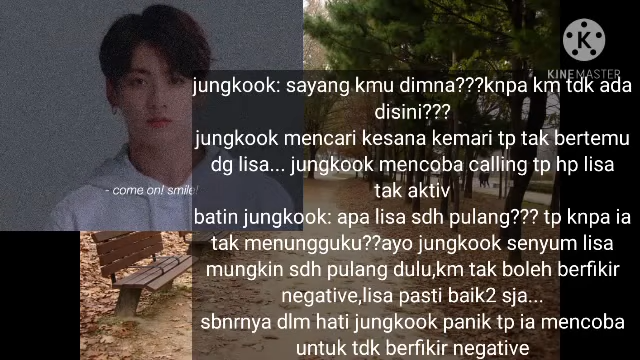 KINEMASTER
jungkook: sayang kmu dimna???knpa km tdk ada
disini???
jungkook mencari kesana kemari tp tak bertemu
dg lisa... jungkook mencoba calling tp hp lisa
tak aktiv
- come on! smile!
batin jungkook: apa lisa sdh pulang??? tp knpa ia
tak menungguku??ayo jungkook senyum lisa
mungkin sdh pulang dulu,km tak boleh berfikir
negative,lisa pasti baik2 sja...
sbnrnya dlm hati jungkook panik tp ia mencoba
untuk tdk berfikir negative